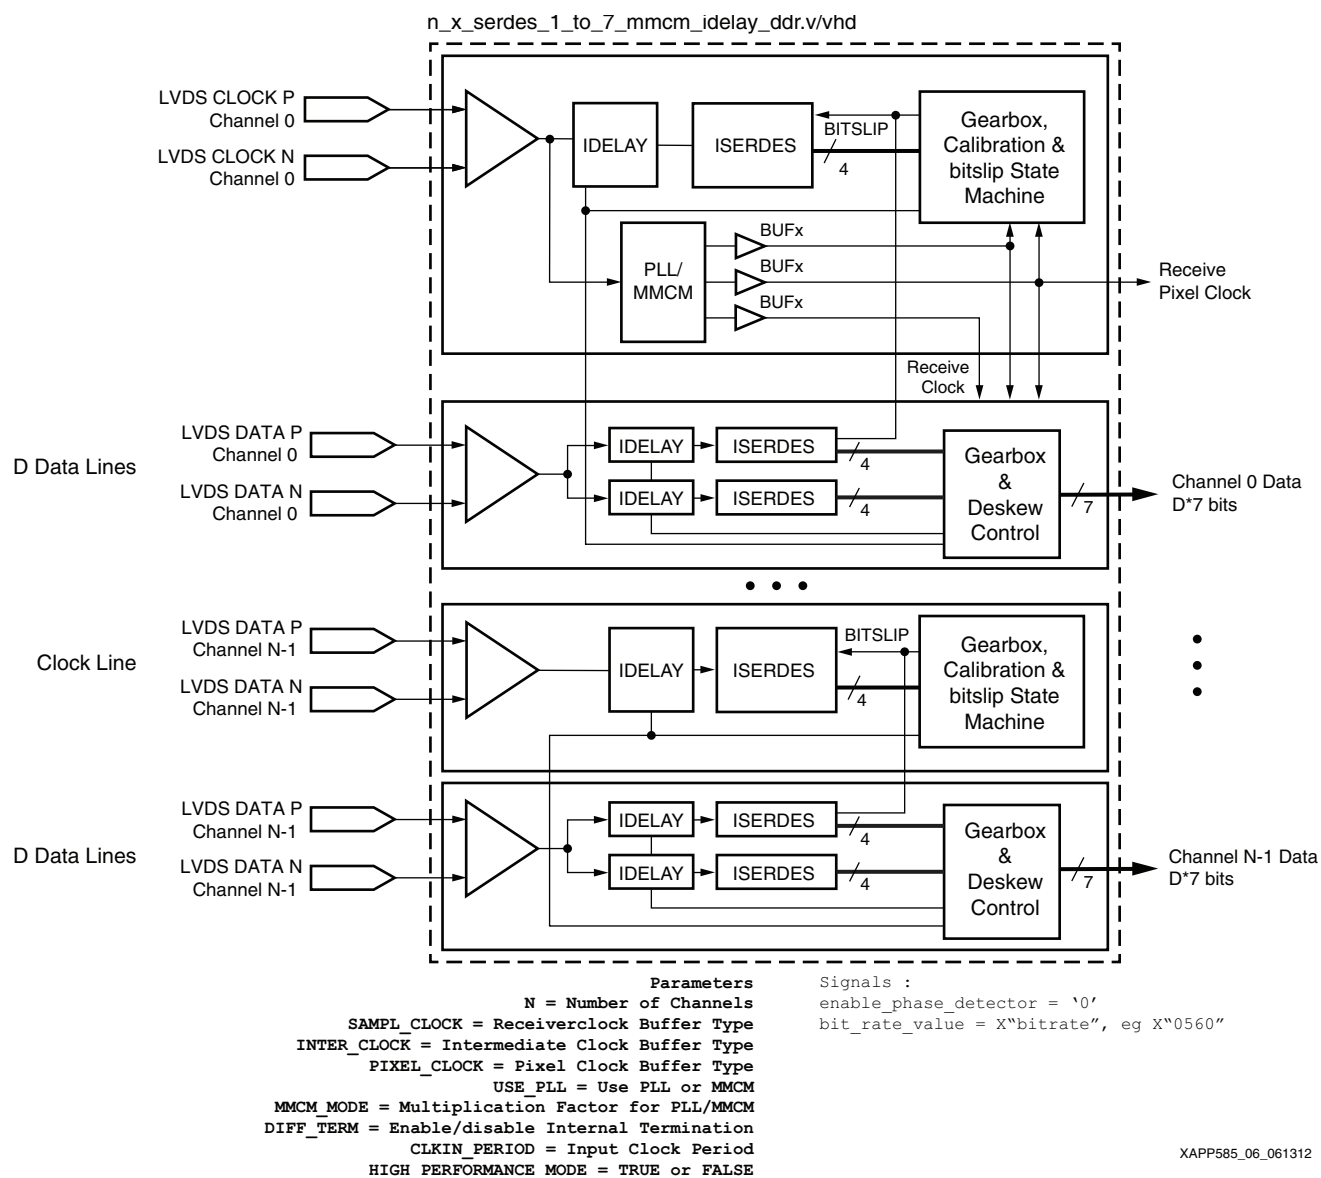 n_x_serdes_1_to_7_mmcm_idelay_ddr.v/vhd
LVDS CLOCK P
Channel 0
LVDS CLOCK N
Channel 0
IDELAY
ISERDES
BITSLIP
4
Gearbox,
Calibration &
bitslip State
Machine
PLL/
MMCM
BUFx
BUFx
BUFx
Receive
Pixel Clock
Receive
Clock
D Data Lines
LVDS DATA P
Channel 0
LVDS DATA N
Channel 0
IDELAY
ISERDES
4
IDELAY
ISERDES
4
Gearbox
&
Deskew
Control
7
Channel 0 Data
D*7 bits
Clock Line
LVDS DATA P
Channel N-1
LVDS DATA N
Channel N-1
IDELAY
ISERDES
BITSLIP
4
Gearbox,
Calibration &
bitslip State
Machine
D Data Lines
LVDS DATA P
Channel N-1
LVDS DATA N
Channel N-1
IDELAY
ISERDES
4
IDELAY
ISERDES
4
Gearbox
&
Deskew
Control
7
Channel N-1 Data
D*7 bits
Parameters
N = Number of Channels
SAMPL_CLOCK = Receiverclock Buffer Type
INTER_CLOCK = Intermediate Clock Buffer Type
PIXEL_CLOCK = Pixel Clock Buffer Type
USE_PLL = Use PLL or MMCM
MMCM_MODE = Multiplication Factor for PLL/MMCM
DIFF_TERM = Enable/disable Internal Termination
CLKIN_PERIOD = Input Clock Period
HIGH PERFORMANCE MODE = TRUE or FALSE
Signals :
enable_phase_detector = ‘0’
bit_rate_value = X“bitrate”, eg X“0560”
XAPP585_06_061312